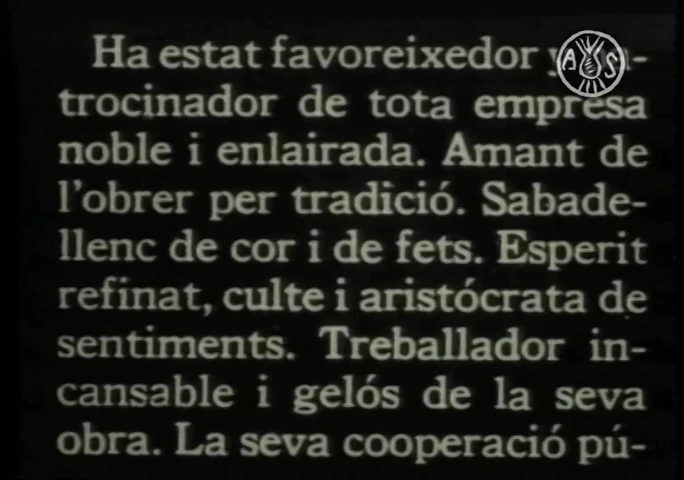 Ha estat favoreixedor y
trocinador de tota empresa
noble i enlairada. Amant de
l'obrer per tradició. Sabade-
llenc de cor i de fets. Esperit
refinat, culte i aristócrata de
sentiments. Treballador in-
cansable i gelós de la seva
obra. La seva cooperació pú-
A S